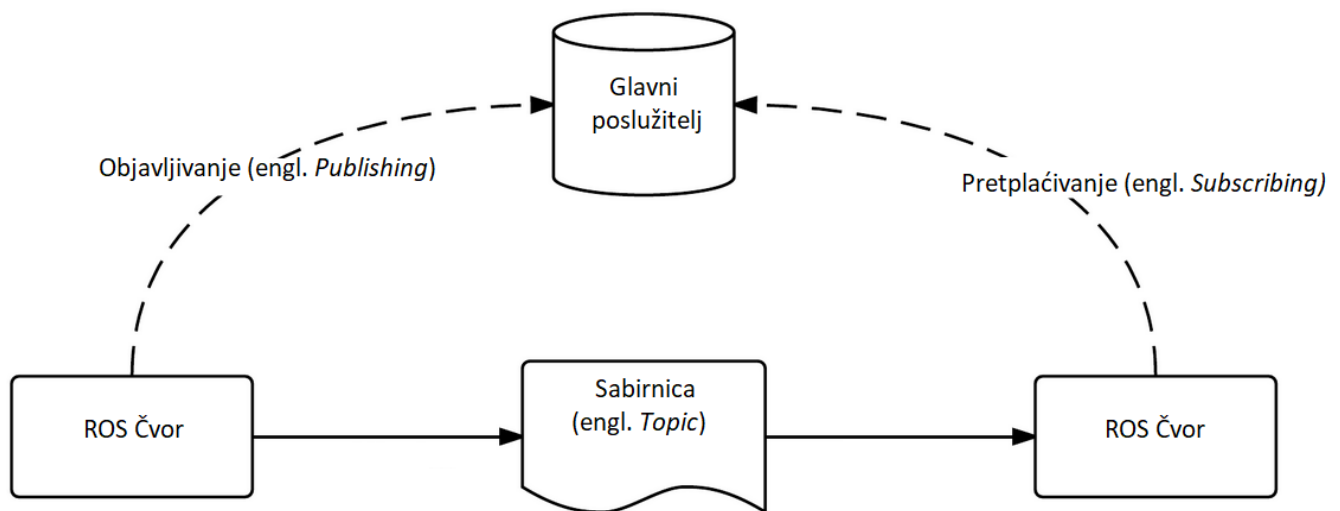 Glavni
poslužitelj
Objavljivanje (engl. Publishing)
Pretplaćivanje (engl. Subscribing)
ROS Čvor
Sabirnica
(engl. Topic)
ROS Čvor